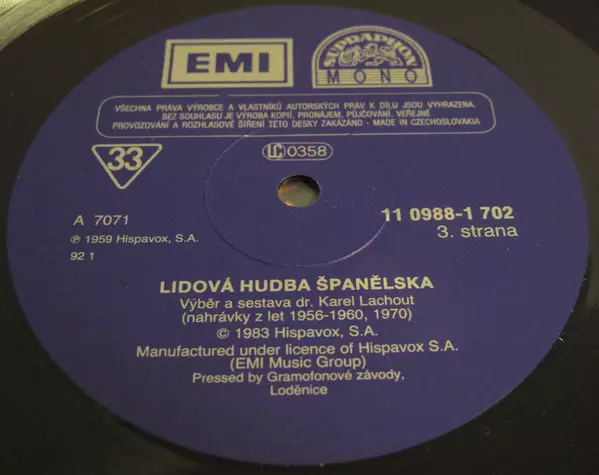 EMI
SUPRAPHON
MONO
VŠECHNA PRÁVA VÝROBCE A VLASTNÍKŮ AUTORSKÝCH PRÁV K DÍLU JSOU VYHRAZENA.
BEZ SOUHLASU JE VÝROBA KOPIÍ, PRONÁJEM, PŮJČOVÁNÍ, VEŘEJNÉ
PROVOZOVÁNÍ A ROZHLASOVÉ ŠÍŘENÍ TÉTO DESKY ZAKÁZÁNO - MADE IN CZECHOSLOVAKIA
33
LC 0358
A 7071
℗ 1959 Hispavox, S.A.
92 1
11 0988-1 702
3. strana
LIDOVÁ HUDBA ŠPANĚLSKA
Výběr a sestava dr. Karel Lachout
(nahrávky z let 1956-1960, 1970)
© 1983 Hispavox, S.A.
Manufactured under licence of Hispavox S.A.
(EMI Music Group)
Pressed by Gramofonové závody,
Loděnice